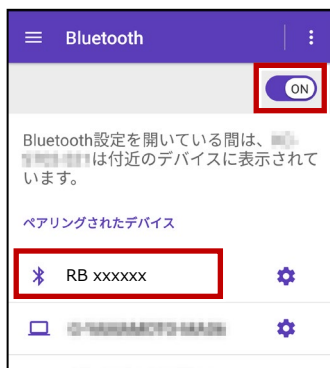 Bluetooth
ON
Bluetooth設定を開いている間は、
は付近のデバイスに表示されて
います。
ペアリングされたデバイス
RB xxxxxx